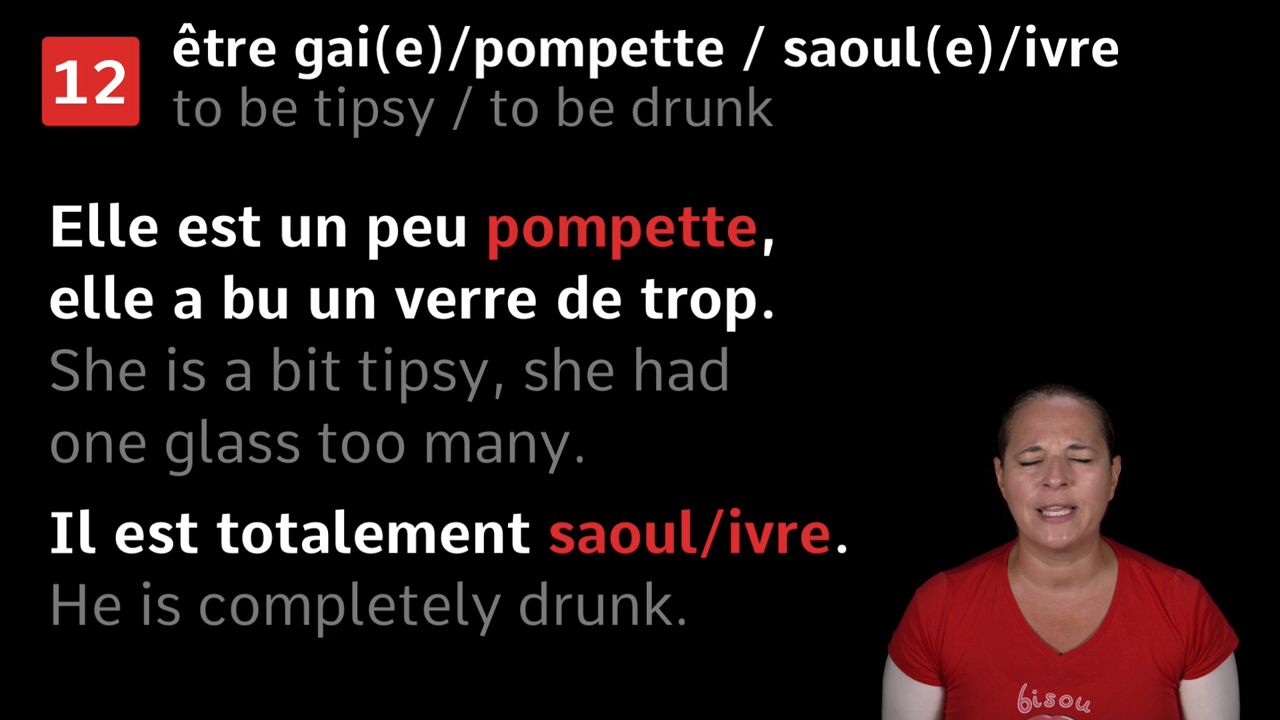 12
être gai(e)/pompette / saoul(e)/ivre
to be tipsy / to be drunk
Elle est un peu pompette,
elle a bu un verre de trop.
She is a bit tipsy, she had
one glass too many.
Il est totalement saoul/ivre.
He is completely drunk.
bisou